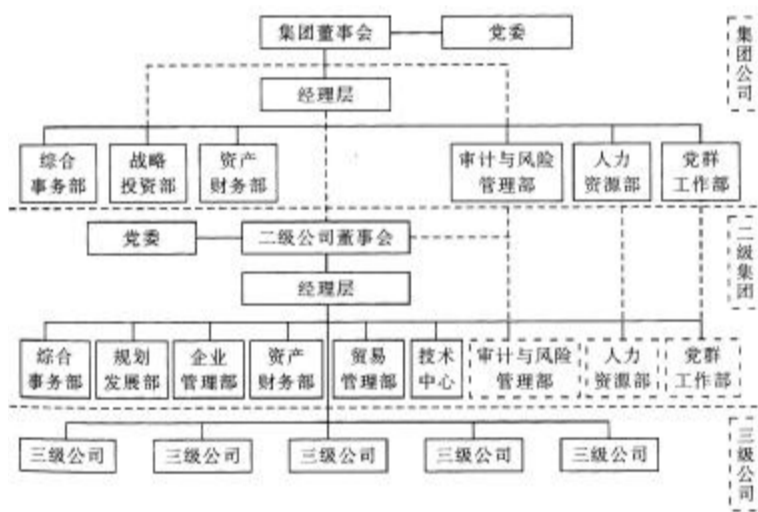 集团董事会
党委
集团公司
经理层
综合
事务部
战略
投资部
资产
财务部
审计与风险
管理部
人力
资源部
党群
工作部
党委
二级公司董事会
二级集团
经理层
综合
事务部
规划
发展部
企业
管理部
资产
财务部
贸易
管理部
技术
中心
审计与风险
管理部
人力
资源部
党群
工作部
三级公司
三级公司
三级公司
三级公司
三级公司
三级公司